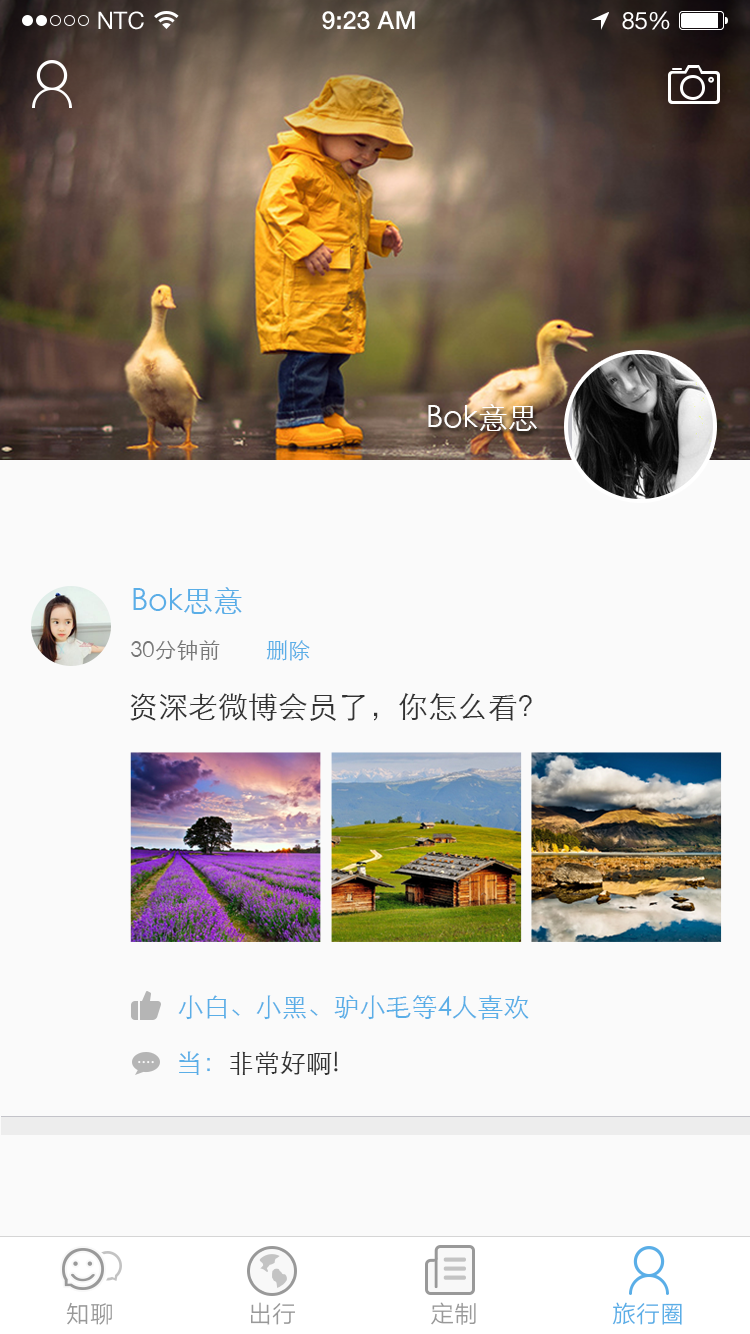 NTC 9:23 AM 85%
Bok意思
Bok思意
30分钟前 删除
资深老微博会员了，你怎么看?
小白、小黑、驴小毛等4人喜欢
当：非常好啊!
知聊 出行 定制 旅行圈